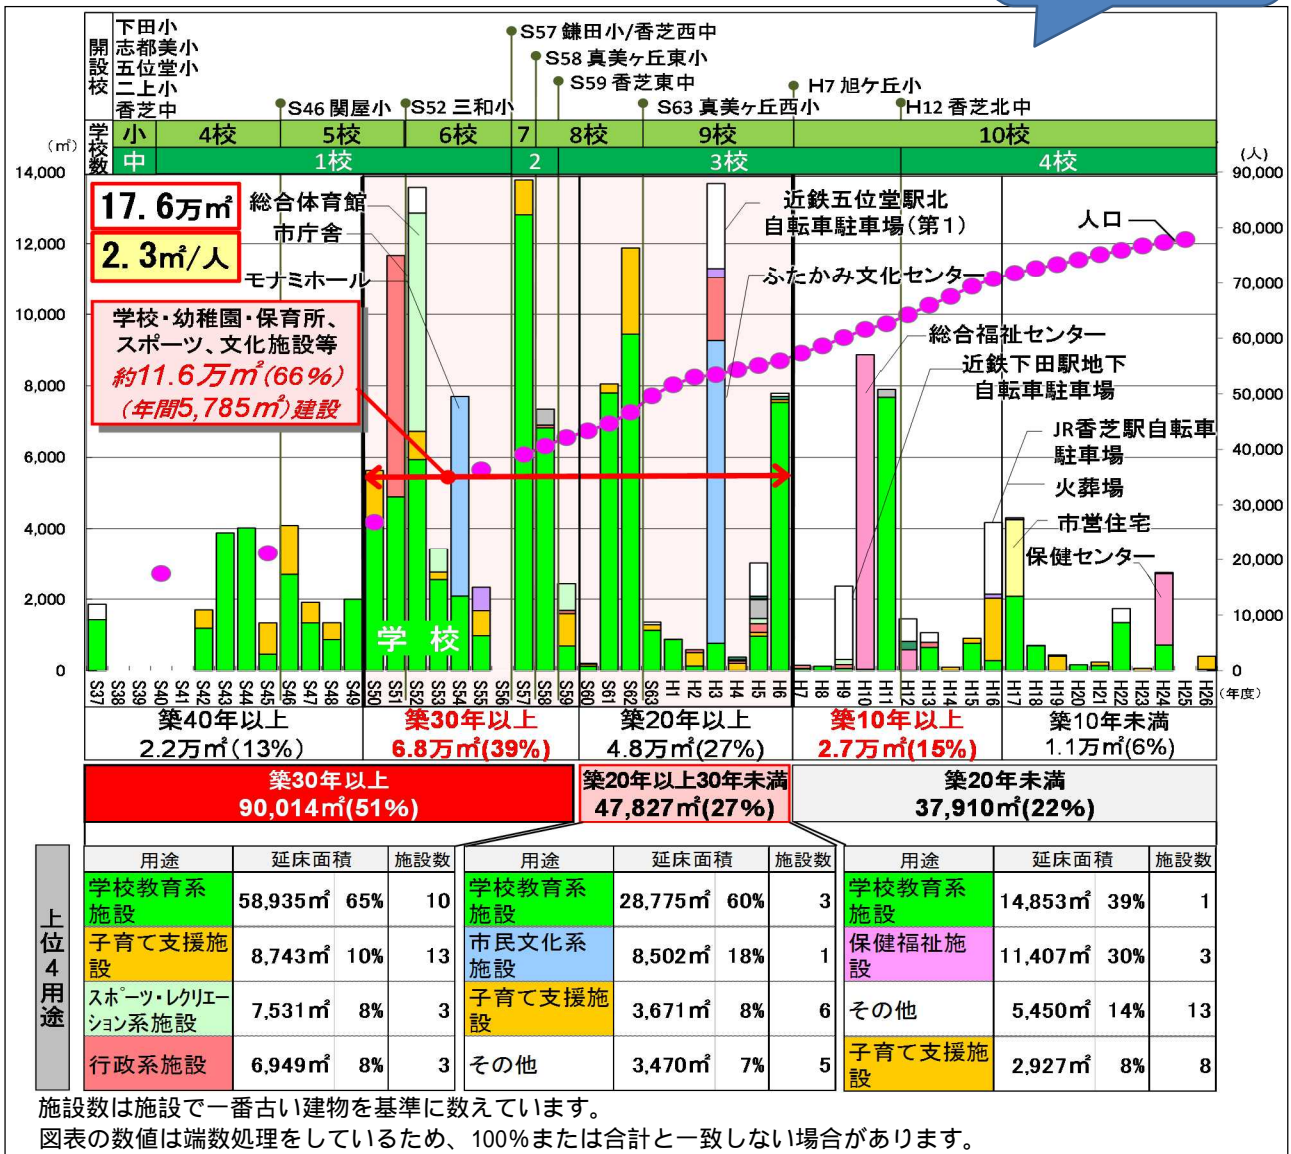 開設校
下田小
志都美小
五位堂小
二上小
香芝中
S46 関屋小
S52 三和小
S57 鎌田小/香芝西中
S58 真美ヶ丘東小
S59 香芝東中
S63 真美ヶ丘西小
H7 旭ケ丘小
H12 香芝北中
学校数
小 4校 5校 6校 7 8校 9校 10校
中 1校 2 3校 4校
(㎡)
(人)
14,000
12,000
10,000
8,000
6,000
4,000
2,000
0
90,000
80,000
70,000
60,000
50,000
40,000
30,000
20,000
10,000
0
17.6万㎡
2.3㎡/人
総合体育館
市庁舎
モナミホール
学校・幼稚園・保育所、
スポーツ、文化施設等
約11.6万㎡(66%)
(年間5,785㎡)建設
近鉄五位堂駅北
自転車駐車場(第1)
ふたかみ文化センター
人口
総合福祉センター
近鉄下田駅地下
自転車駐車場
JR香芝駅自転車
駐車場
火葬場
市営住宅
保健センター
学 校
S37 S38 S39 S40 S41 S42 S43 S44 S45 S46 S47 S48 S49 S50 S51 S52 S53 S54 S55 S56 S57 S58 S59 S60 S61 S62 S63 H1 H2 H3 H4 H5 H6 H7 H8 H9 H10 H11 H12 H13 H14 H15 H16 H17 H18 H19 H20 H21 H22 H23 H24 H25 H26 (年度)
築40年以上
2.2万㎡(13%)
築30年以上
6.8万㎡(39%)
築20年以上
4.8万㎡(27%)
築10年以上
2.7万㎡(15%)
築10年未満
1.1万㎡(6%)
築30年以上
90,014㎡(51%)
築20年以上30年未満
47,827㎡(27%)
築20年未満
37,910㎡(22%)
上位4用途
用途 延床面積 施設数
学校教育系施設 58,935㎡ 65% 10
子育て支援施設 8,743㎡ 10% 13
スポーツ・レクリエーション系施設 7,531㎡ 8% 3
行政系施設 6,949㎡ 8% 3
用途 延床面積 施設数
学校教育系施設 28,775㎡ 60% 3
市民文化系施設 8,502㎡ 18% 1
子育て支援施設 3,671㎡ 8% 6
その他 3,470㎡ 7% 5
用途 延床面積 施設数
学校教育系施設 14,853㎡ 39% 1
保健福祉施設 11,407㎡ 30% 3
その他 5,450㎡ 14% 13
子育て支援施設 2,927㎡ 8% 8
施設数は施設で一番古い建物を基準に数えています。
図表の数値は端数処理をしているため、100%または合計と一致しない場合があります。